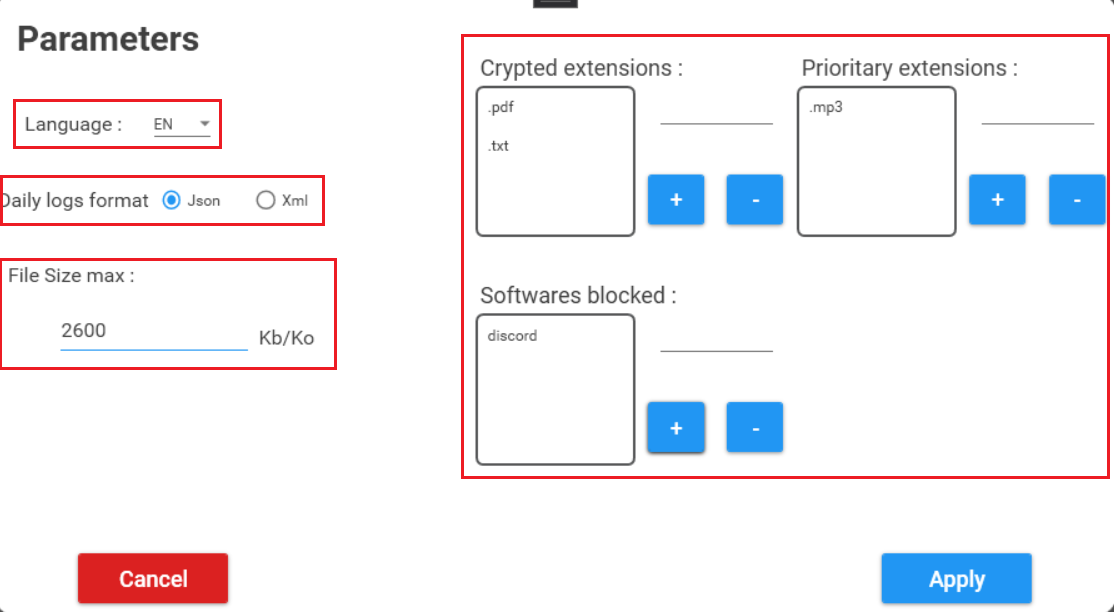 Parameters
Language :
EN
Daily logs format
Json
Xml
File Size max :
2600
Kb/Ko
Crypted extensions :
.pdf
.txt
+
-
Prioritary extensions :
.mp3
+
-
Softwares blocked :
discord
+
-
Cancel
Apply